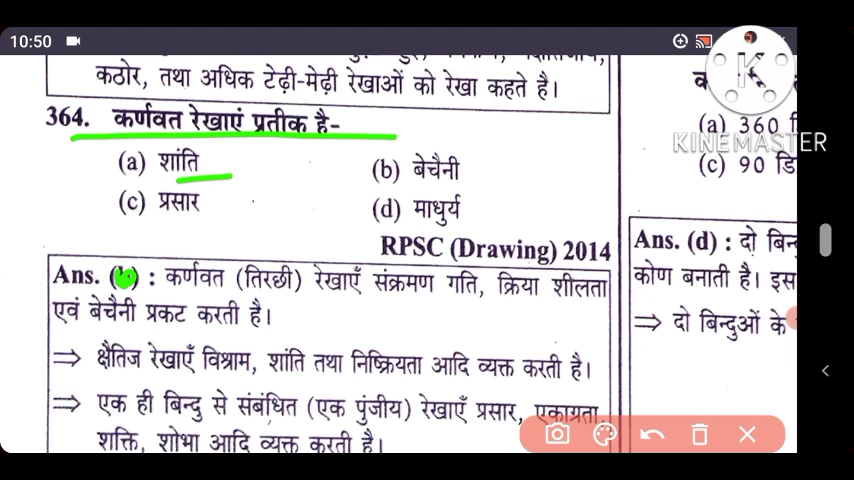 10:50
कठोर, तथा अधिक टेढ़ी-मेढ़ी रेखाओं को रेखा कहते है।
364. कर्णवत रेखाएं प्रतीक है-
(a) शांति
(b) बेचैनी
(c) प्रसार
(d) माधुर्य
RPSC (Drawing) 2014
Ans. (b) : कर्णवत (तिरछी) रेखाएँ संक्रमण गति, क्रिया शीलता
एवं बेचैनी प्रकट करती है।
⇒ क्षैतिज रेखाएँ विश्राम, शांति तथा निष्क्रियता आदि व्यक्त करती है।
⇒ एक ही बिन्दु से संबंधित (एक पुंजीय) रेखाएँ प्रसार, एकाग्रता,
शक्ति, शोभा आदि व्यक्त करती है।
(a) 360
(c) 90 डि
Ans. (d) : दो बिन्दु
कोण बनाती है। इस
⇒ दो बिन्दुओं के
K
KINEMASTER